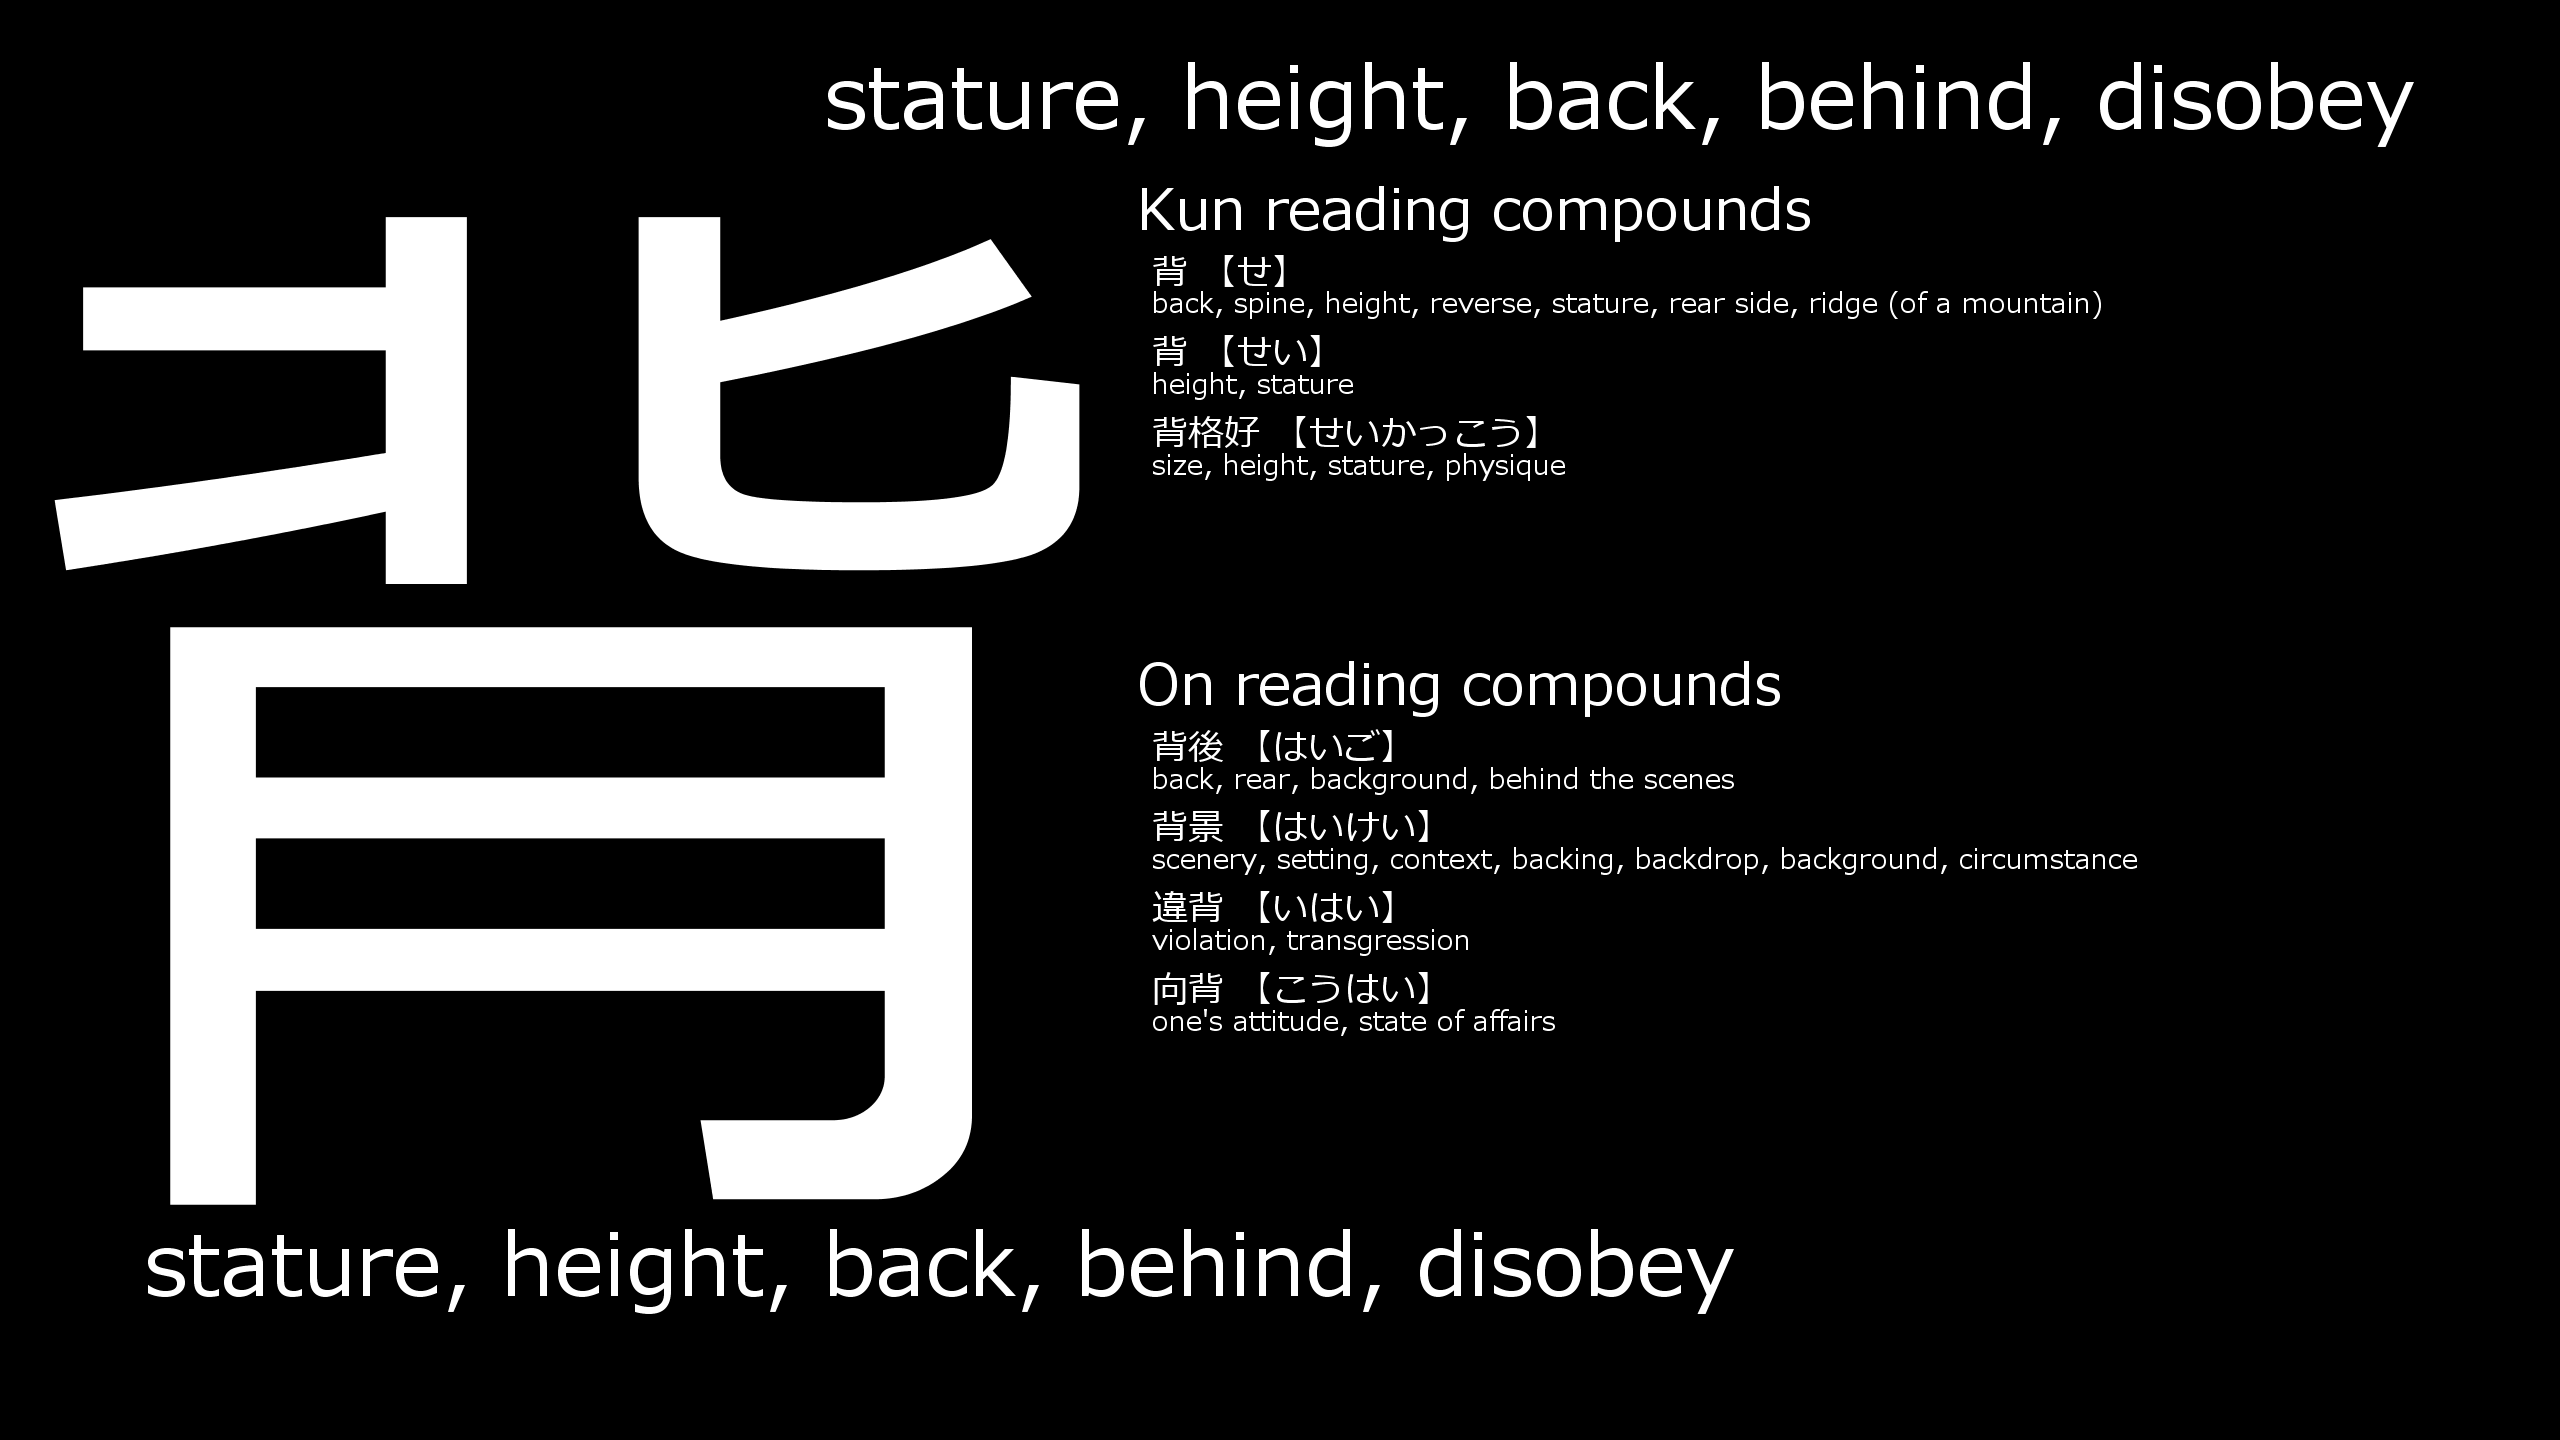 stature, height, back, behind, disobey
背
Kun reading compounds
背 【せ】
back, spine, height, reverse, stature, rear side, ridge (of a mountain)
背 【せい】
height, stature
背格好 【せいかっこう】
size, height, stature, physique
On reading compounds
背後 【はいご】
back, rear, background, behind the scenes
背景 【はいけい】
scenery, setting, context, backing, backdrop, background, circumstance
違背 【いはい】
violation, transgression
向背 【こうはい】
one's attitude, state of affairs
stature, height, back, behind, disobey